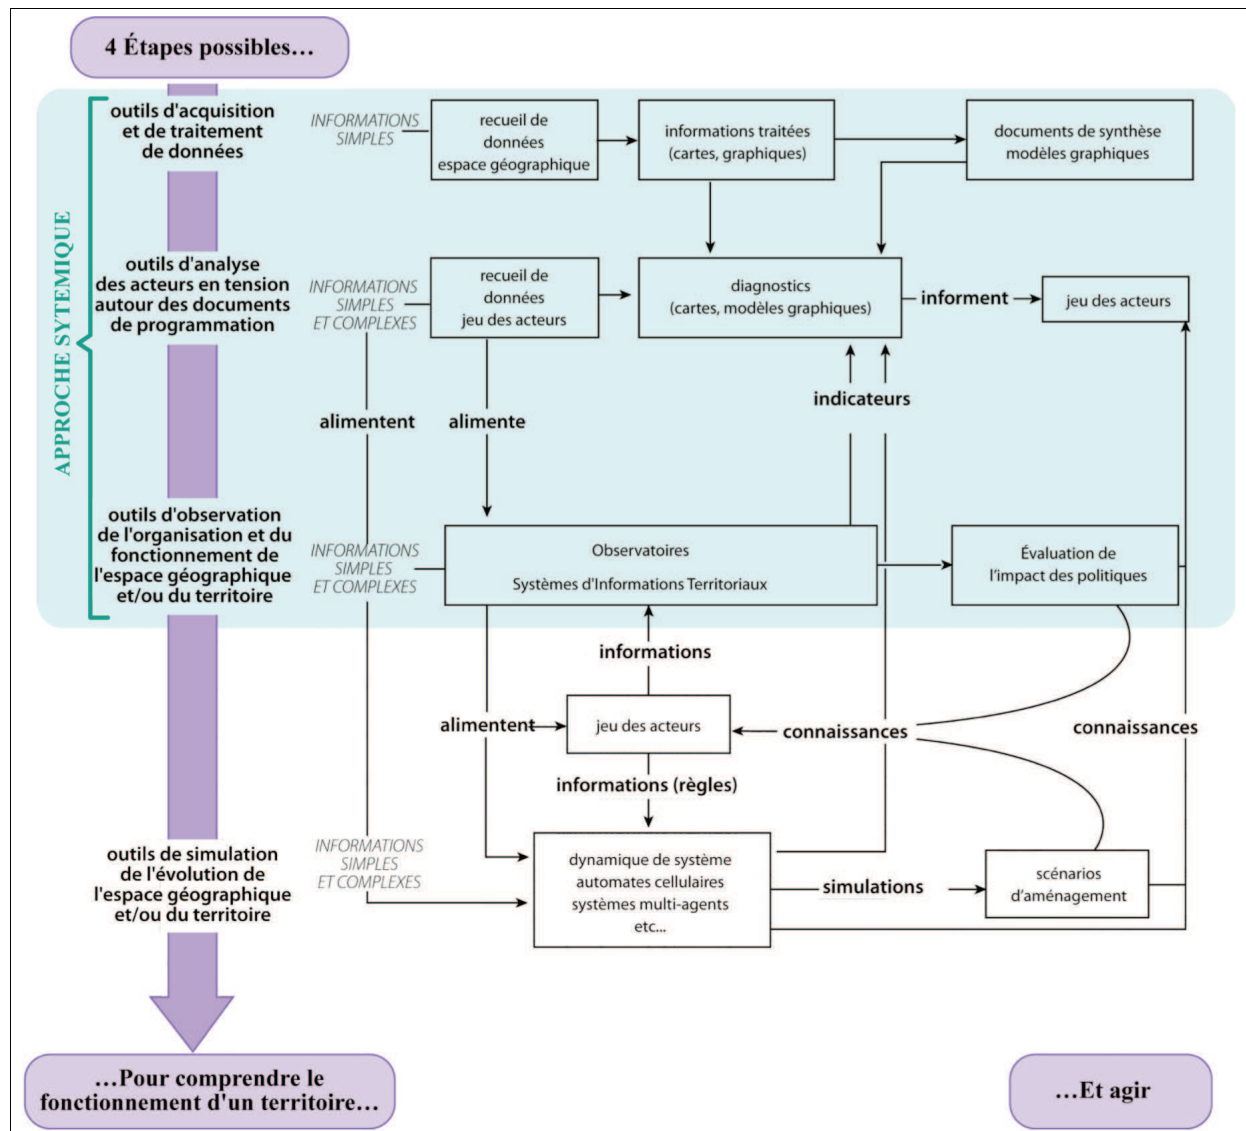 4 Étapes possibles…
outils d'acquisition
et de traitement
de données
INFORMATIONS
SIMPLES
recueil de
données
espace géographique
informations traitées
(cartes, graphiques)
documents de synthèse
modèles graphiques
APPROCHE SYTEMIQUE
outils d'analyse
des acteurs en tension
autour des documents
de programmation
INFORMATIONS
SIMPLES
ET COMPLEXES
recueil de
données
jeu des acteurs
diagnostics
(cartes, modèles graphiques)
informent
jeu des acteurs
indicateurs
alimentent
alimente
outils d'observation
de l'organisation et du
fonctionnement de
l'espace géographique
et/ou du territoire
INFORMATIONS
SIMPLES
ET COMPLEXES
Observatoires
Systèmes d'Informations Territoriaux
Évaluation de
l'impact des politiques
informations
alimentent
jeu des acteurs
connaissances
connaissances
informations (règles)
outils de simulation
de l'évolution de
l'espace géographique
et/ou du territoire
INFORMATIONS
SIMPLES
ET COMPLEXES
dynamique de système
automates cellulaires
systèmes multi-agents
etc...
simulations
scénarios
d'aménagement
…Pour comprendre le
fonctionnement d'un territoire…
…Et agir